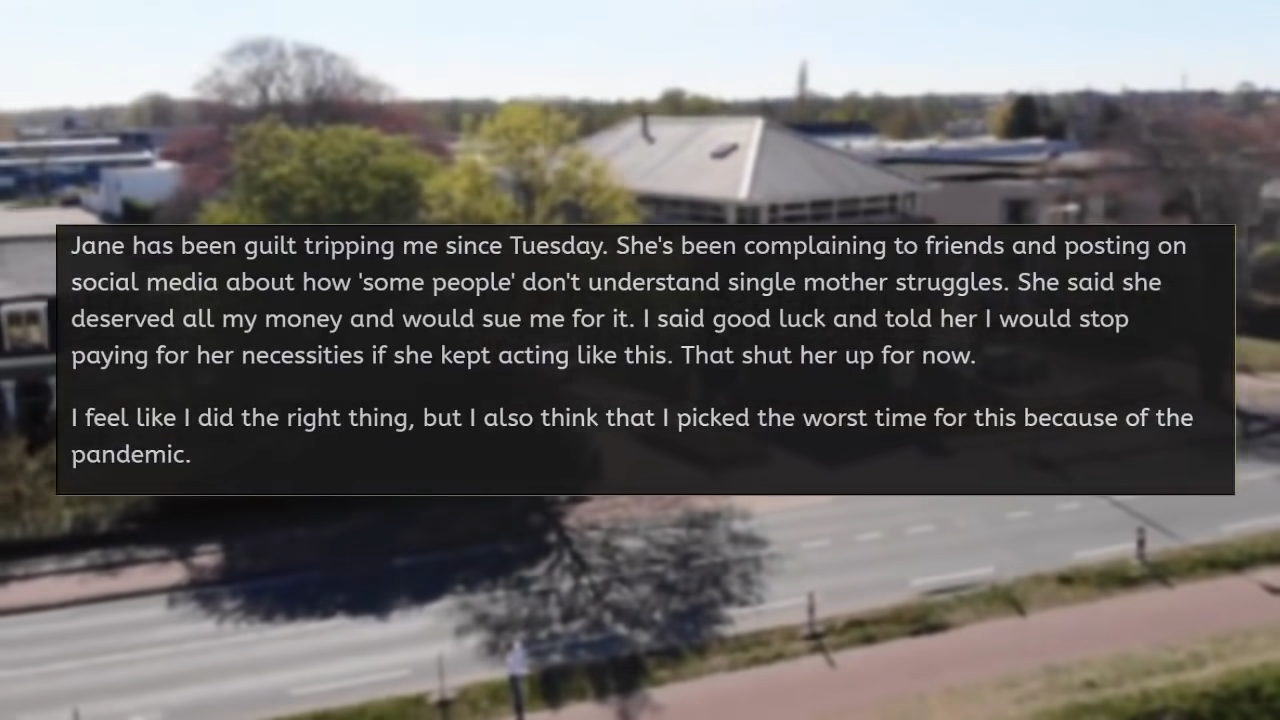 Jane has been guilt tripping me since Tuesday. She's been complaining to friends and posting on
social media about how 'some people' don't understand single mother struggles. She said she
deserved all my money and would sue me for it. I said good luck and told her I would stop
paying for her necessities if she kept acting like this. That shut her up for now.
I feel like I did the right thing, but I also think that I picked the worst time for this because of the
pandemic.